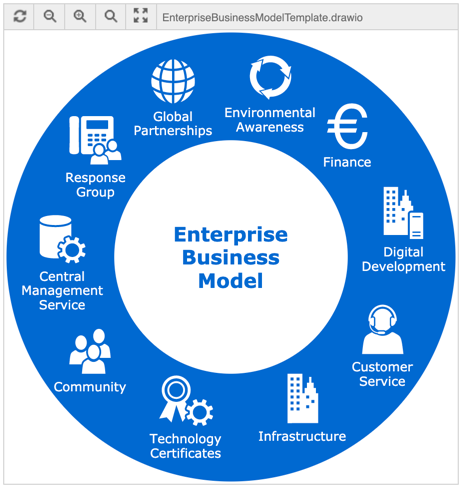 EnterpriseBusinessModelTemplate.drawio
Global
Partnerships
Environmental
Awareness
€
Finance
Response
Group
Digital
Development
Enterprise
Business
Model
Central
Management
Service
Customer
Service
Community
Technology
Certificates
Infrastructure